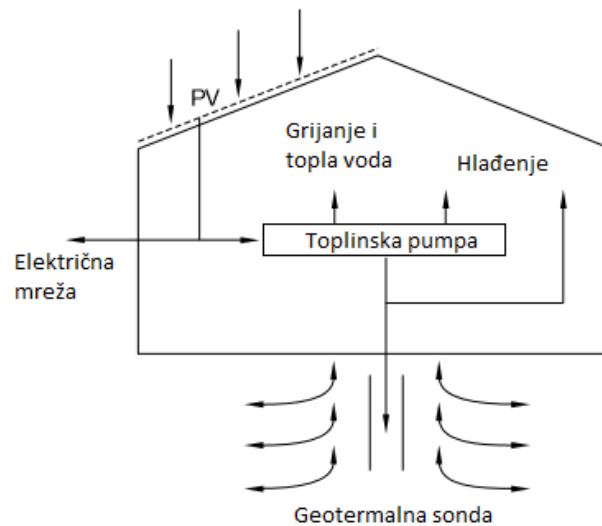 PV
Grijanje i
topla voda
Hlađenje
Toplinska pumpa
Električna
mreža
Geotermalna sonda